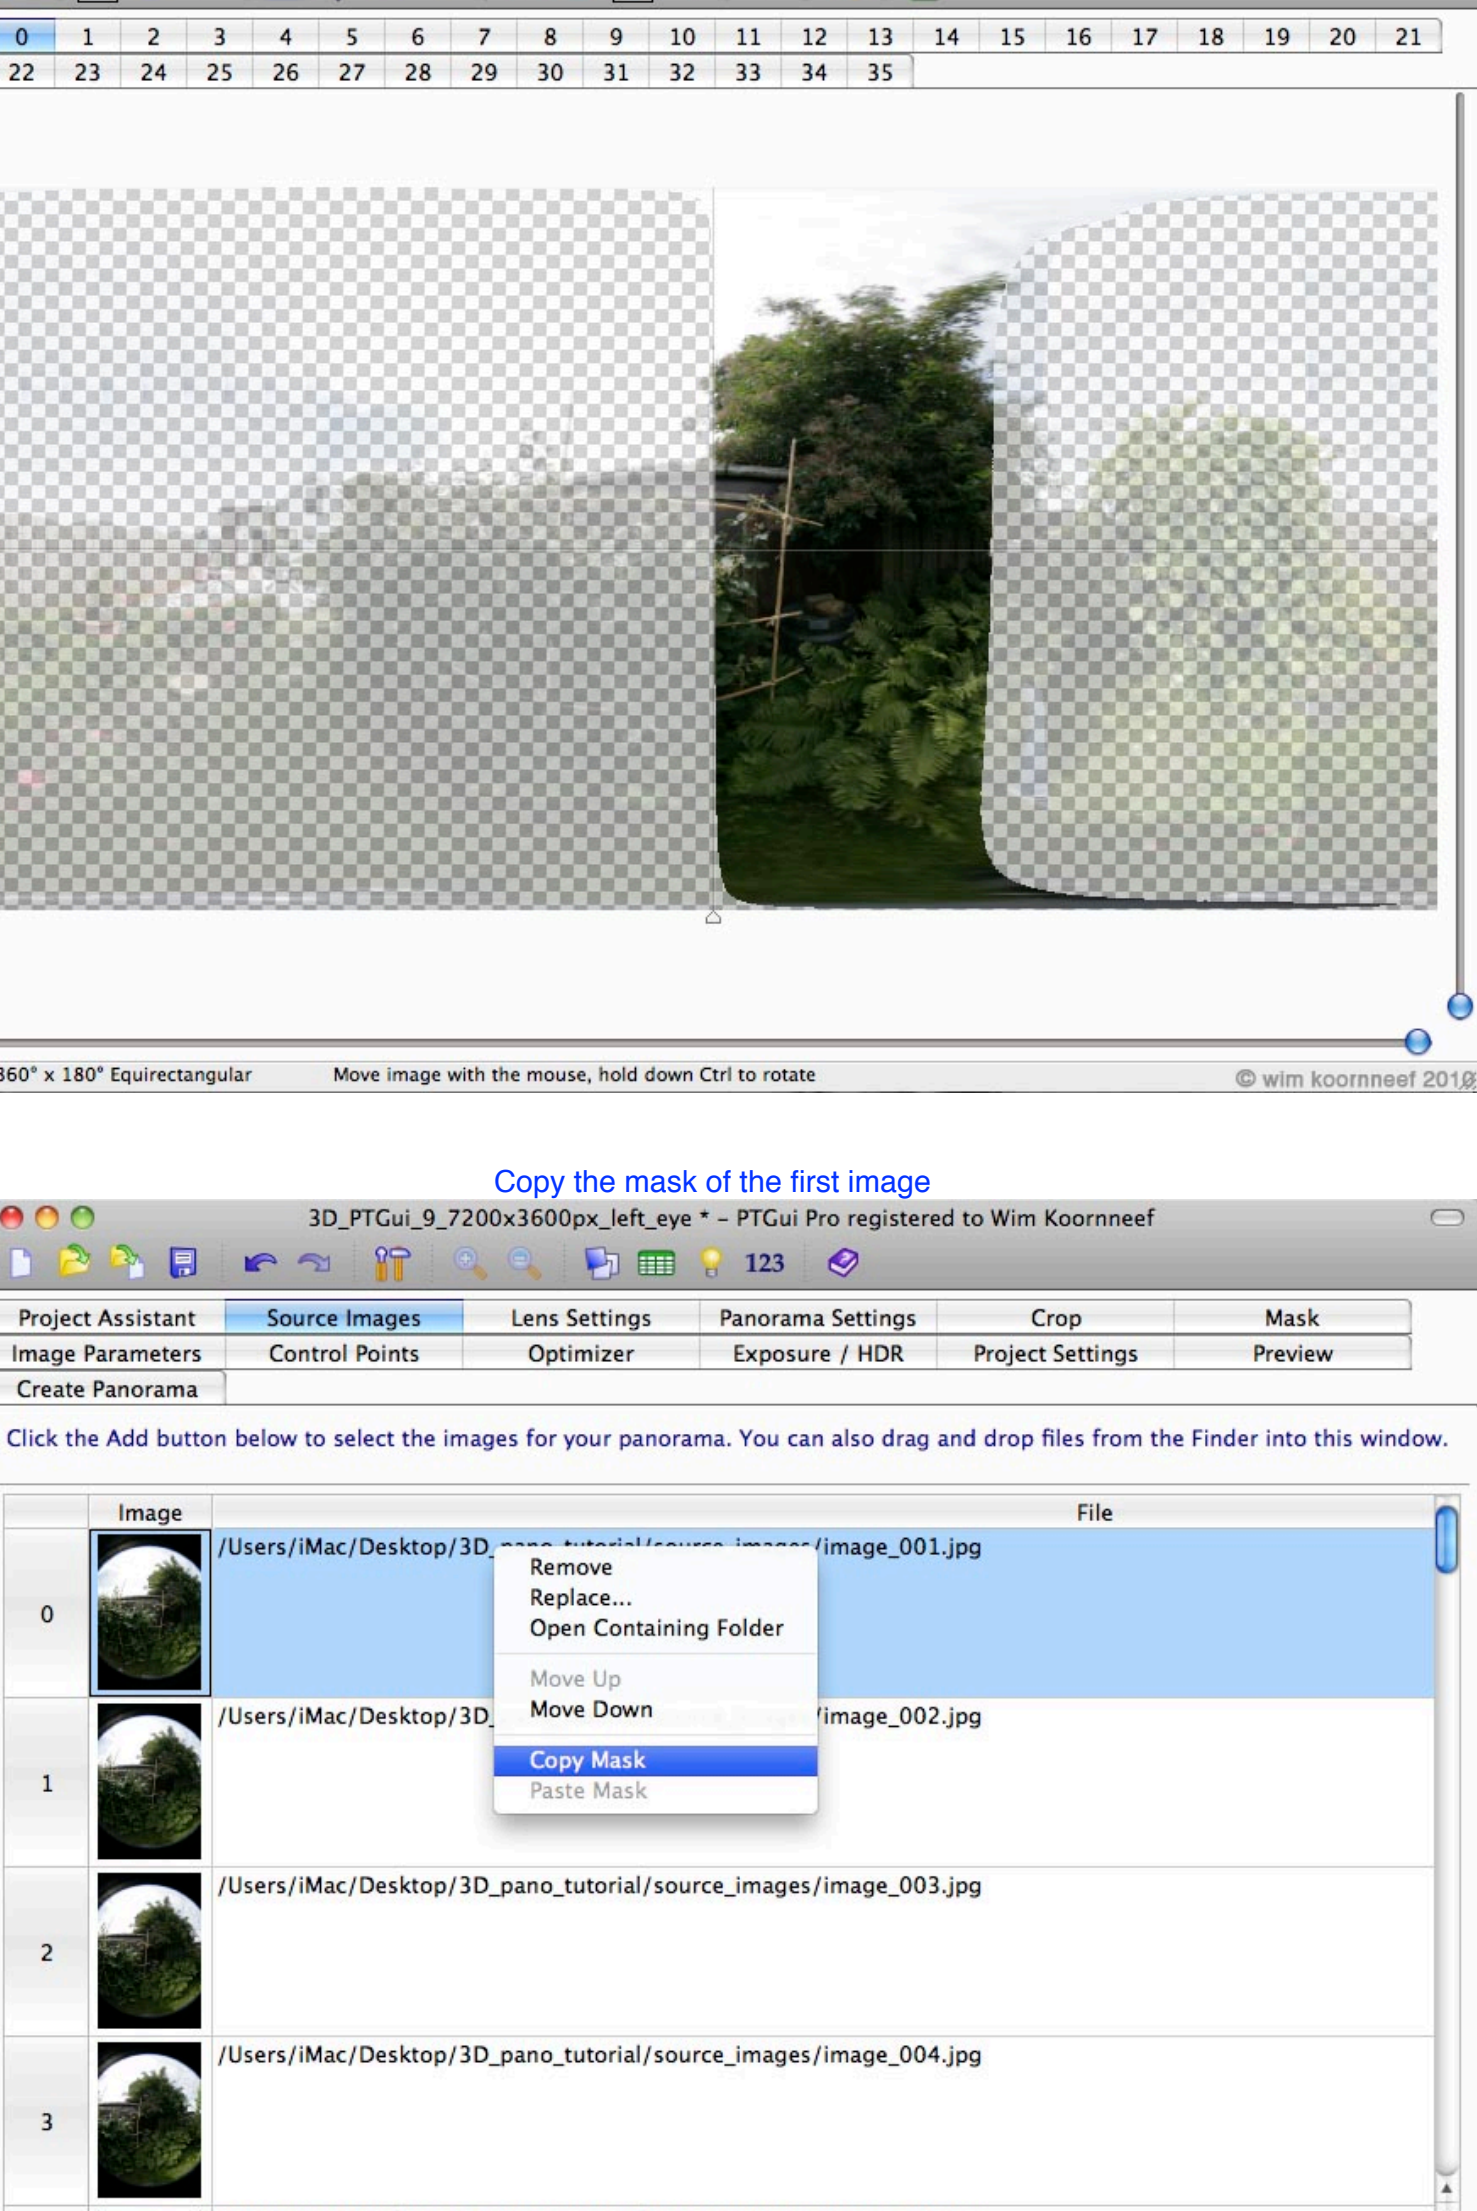 0 1 2 3 4 5 6 7 8 9 10 11 12 13 14 15 16 17 18 19 20 21
22 23 24 25 26 27 28 29 30 31 32 33 34 35
360° x 180° Equirectangular Move image with the mouse, hold down Ctrl to rotate
© wim koornneef 2010
Copy the mask of the first image
3D_PTGui_9_7200x3600px_left_eye * – PTGui Pro registered to Wim Koornneef
123
Project Assistant Source Images Lens Settings Panorama Settings Crop Mask
Image Parameters Control Points Optimizer Exposure / HDR Project Settings Preview
Create Panorama
Click the Add button below to select the images for your panorama. You can also drag and drop files from the Finder into this window.
Image File
0 /Users/iMac/Desktop/3D_pano_tutorial/source_images/image_001.jpg
Remove
Replace...
Open Containing Folder
Move Up
Move Down
Copy Mask
Paste Mask
1 /Users/iMac/Desktop/3D_ /image_002.jpg
2 /Users/iMac/Desktop/3D_pano_tutorial/source_images/image_003.jpg
3 /Users/iMac/Desktop/3D_pano_tutorial/source_images/image_004.jpg